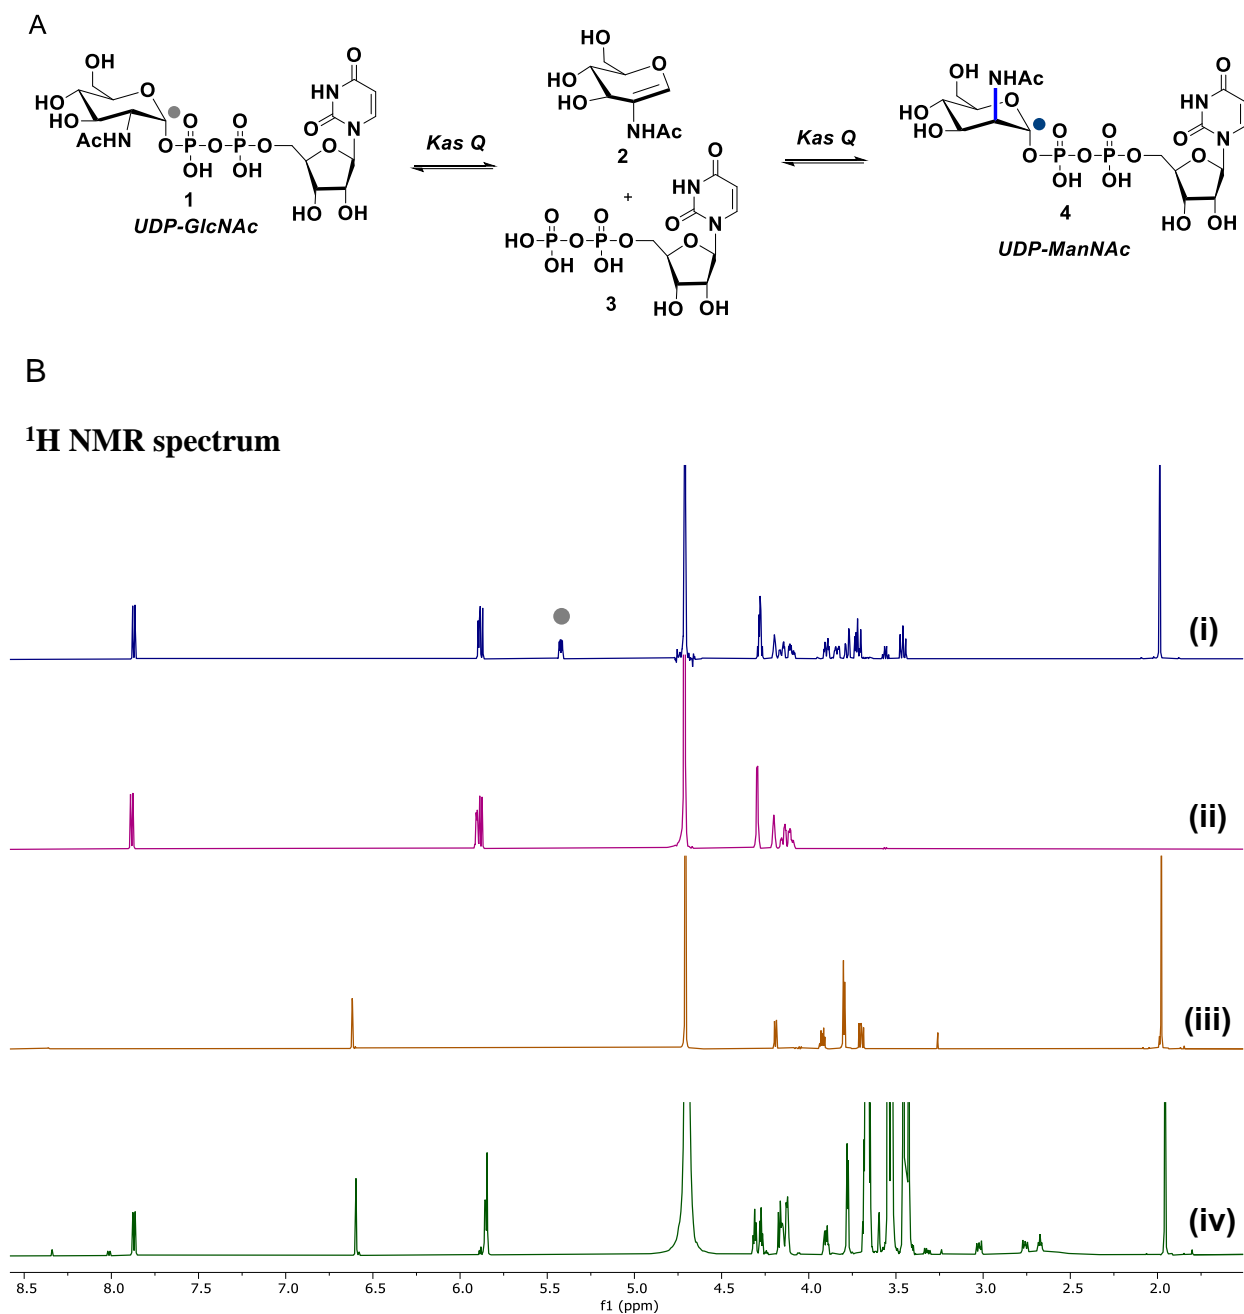 A
OH
HO
HO
O
AcHN
O
O
P
OH
O
O
P
OH
O
O
HO
OH
O
NH
O
N
1
UDP-GlcNAc
Kas Q
HO
HO
HO
O
NHAc
2
+
O
HO
P
OH
O
O
P
OH
O
O
HO
OH
O
NH
O
N
3
Kas Q
OH
HO
HO
NHAc
O
O
O
P
OH
O
O
P
OH
O
O
HO
OH
O
NH
O
N
4
UDP-ManNAc
B
¹H NMR spectrum
(i)
(ii)
(iii)
(iv)
8.5 8.0 7.5 7.0 6.5 6.0 5.5 5.0 4.5 4.0 3.5 3.0 2.5 2.0
f1 (ppm)